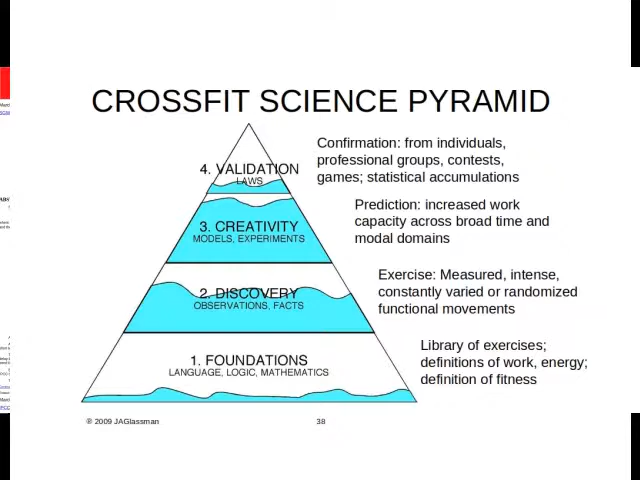 CROSSFIT SCIENCE PYRAMID
4. VALIDATION
LAWS
Confirmation: from individuals,
professional groups, contests,
games; statistical accumulations
3. CREATIVITY
MODELS, EXPERIMENTS
Prediction: increased work
capacity across broad time and
modal domains
2. DISCOVERY
OBSERVATIONS, FACTS
Exercise: Measured, intense,
constantly varied or randomized
functional movements
1. FOUNDATIONS
LANGUAGE, LOGIC, MATHEMATICS
Library of exercises;
definitions of work, energy;
definition of fitness
© 2009 JAGlassman
38